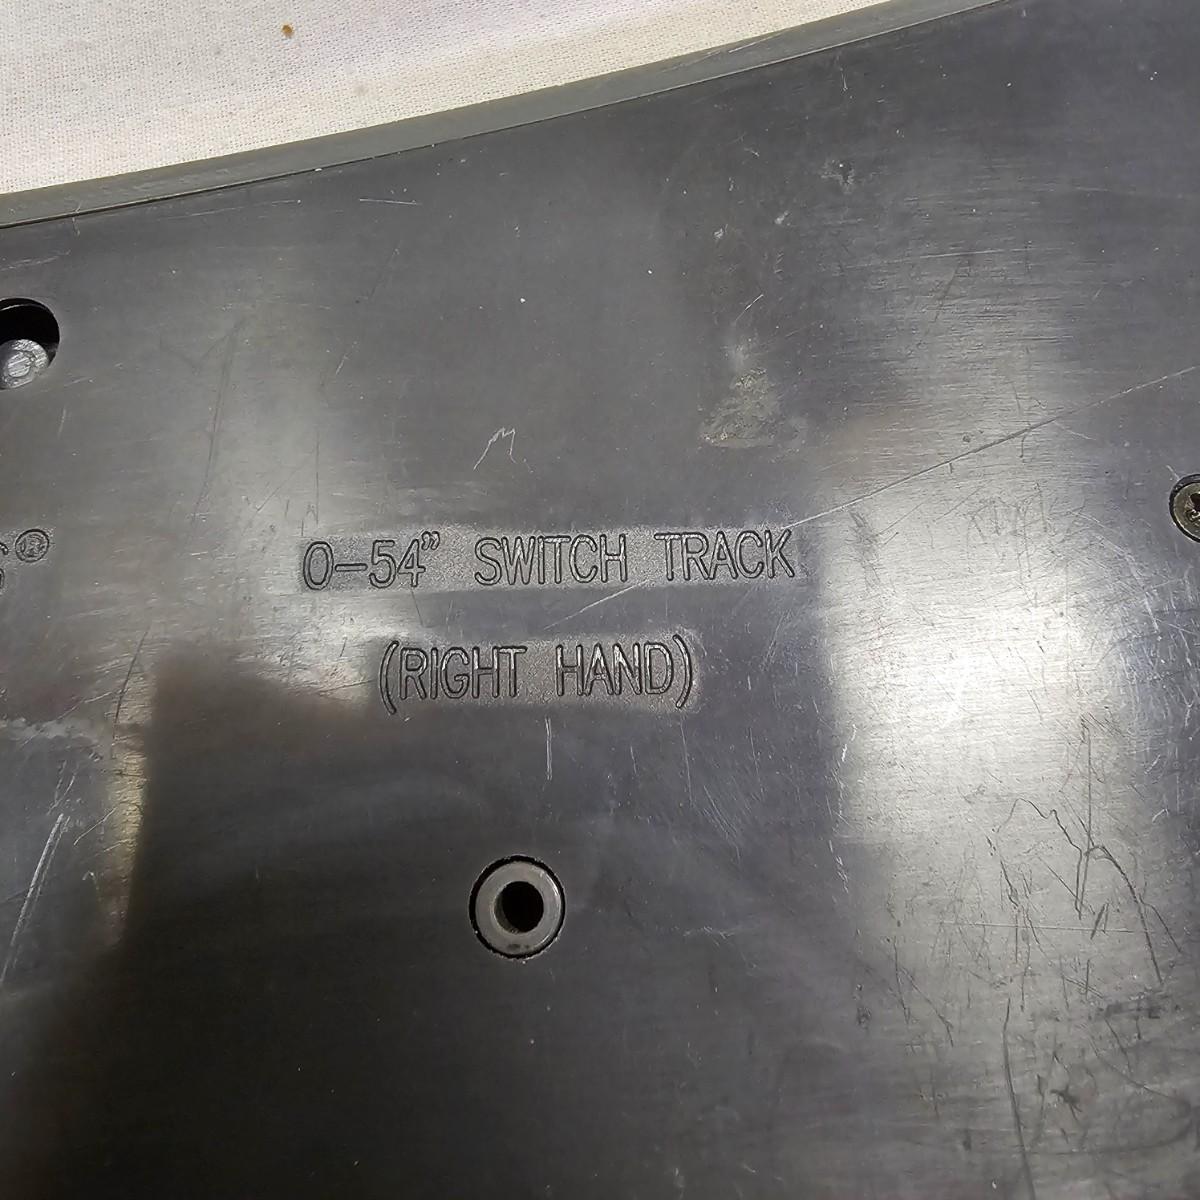 O-54” SWITCH TRACK
(RIGHT HAND)
®